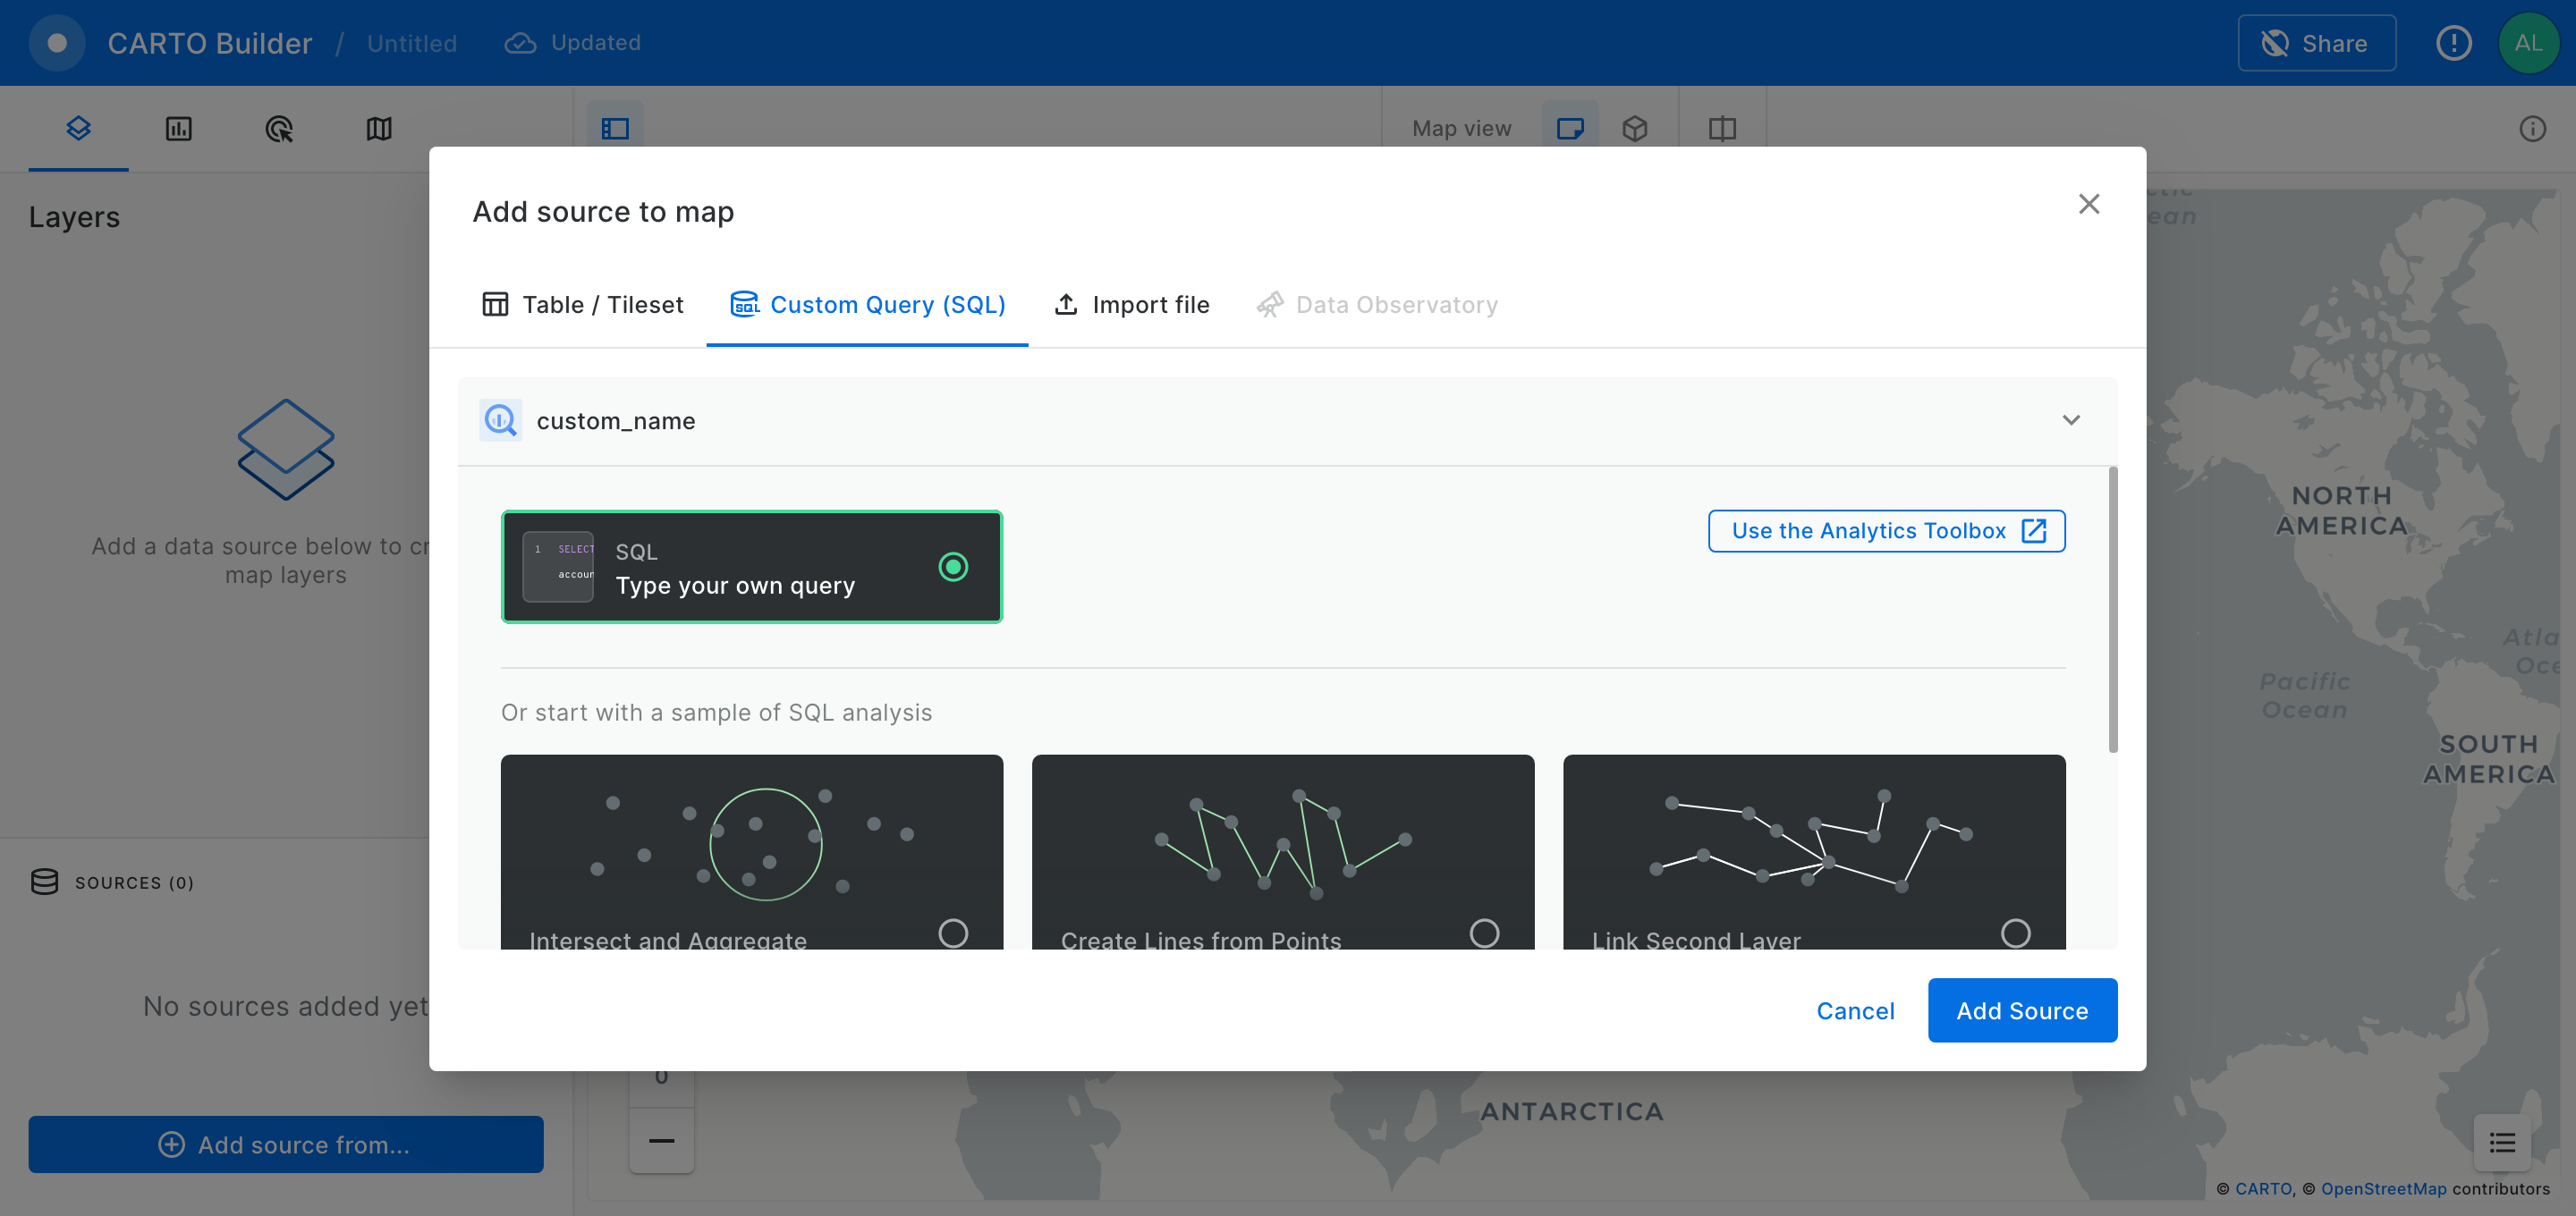 CARTO Builder / Untitled Updated
Share
AL
Map view
Layers
Add a data source below to cr
map layers
SOURCES (0)
No sources added yet
Add source from...
Add source to map
Table / Tileset
Custom Query (SQL)
Import file
Data Observatory
custom_name
1 SELECT
accoun
SQL
Type your own query
Use the Analytics Toolbox
Or start with a sample of SQL analysis
Intersect and Aggregate
Create Lines from Points
Link Second Layer
Cancel
Add Source
0
ctic
ean
NORTH
AMERICA
Atla
Oce
Pacific
Ocean
SOUTH
AMERICA
ANTARCTICA
© CARTO, © OpenStreetMap contributors